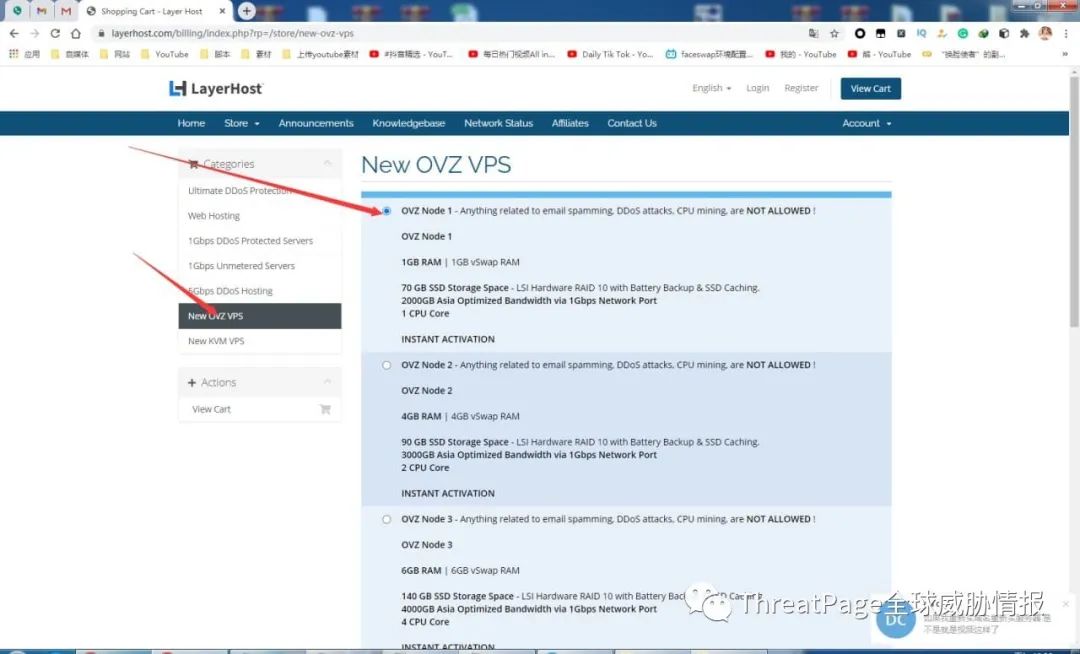 Shopping Cart - Layer Host
layerhost.com/billing/index.php?rp=/store/new-ovz-vps
应用 自媒体 网站 YouTube 脚本 素材 上传youtube素材 #抖音精选 - YouT... 每日热门视频All in... Daily Tik Tok - Yo... faceswap环境配置... 我的 - YouTube - YouTube "换脸使者" 的副...
LayerHost
English Login Register View Cart
Home Store Announcements Knowledgebase Network Status Affiliates Contact Us Account
Categories
Ultimate DDoS Protection
Web Hosting
1Gbps DDoS Protected Servers
1Gbps Unmetered Servers
5Gbps DDoS Hosting
New OVZ VPS
New KVM VPS
Actions
View Cart
New OVZ VPS
OVZ Node 1 - Anything related to email spamming, DDoS attacks, CPU mining, are NOT ALLOWED !
OVZ Node 1
1GB RAM | 1GB vSwap RAM
70 GB SSD Storage Space - LSI Hardware RAID 10 with Battery Backup & SSD Caching.
2000GB Asia Optimized Bandwidth via 1Gbps Network Port
1 CPU Core
INSTANT ACTIVATION
OVZ Node 2 - Anything related to email spamming, DDoS attacks, CPU mining, are NOT ALLOWED !
OVZ Node 2
4GB RAM | 4GB vSwap RAM
90 GB SSD Storage Space - LSI Hardware RAID 10 with Battery Backup & SSD Caching.
3000GB Asia Optimized Bandwidth via 1Gbps Network Port
2 CPU Core
INSTANT ACTIVATION
OVZ Node 3 - Anything related to email spamming, DDoS attacks, CPU mining, are NOT ALLOWED !
OVZ Node 3
6GB RAM | 6GB vSwap RAM
140 GB SSD Storage Space - LSI Hardware RAID 10 with Battery Backup & SSD Caching.
4000GB Asia Optimized Bandwidth via 1Gbps Network Port
4 CPU Core
INSTANT ACTIVATION
ThreatPage全球威胁情报
DC
不是我是视频这样了